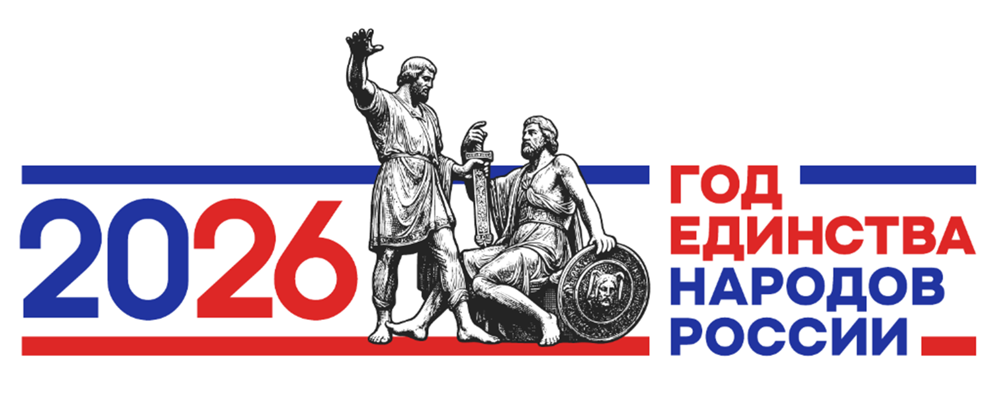 2026
ГОД
ЕДИНСТВА
НАРОДОВ
РОССИИ